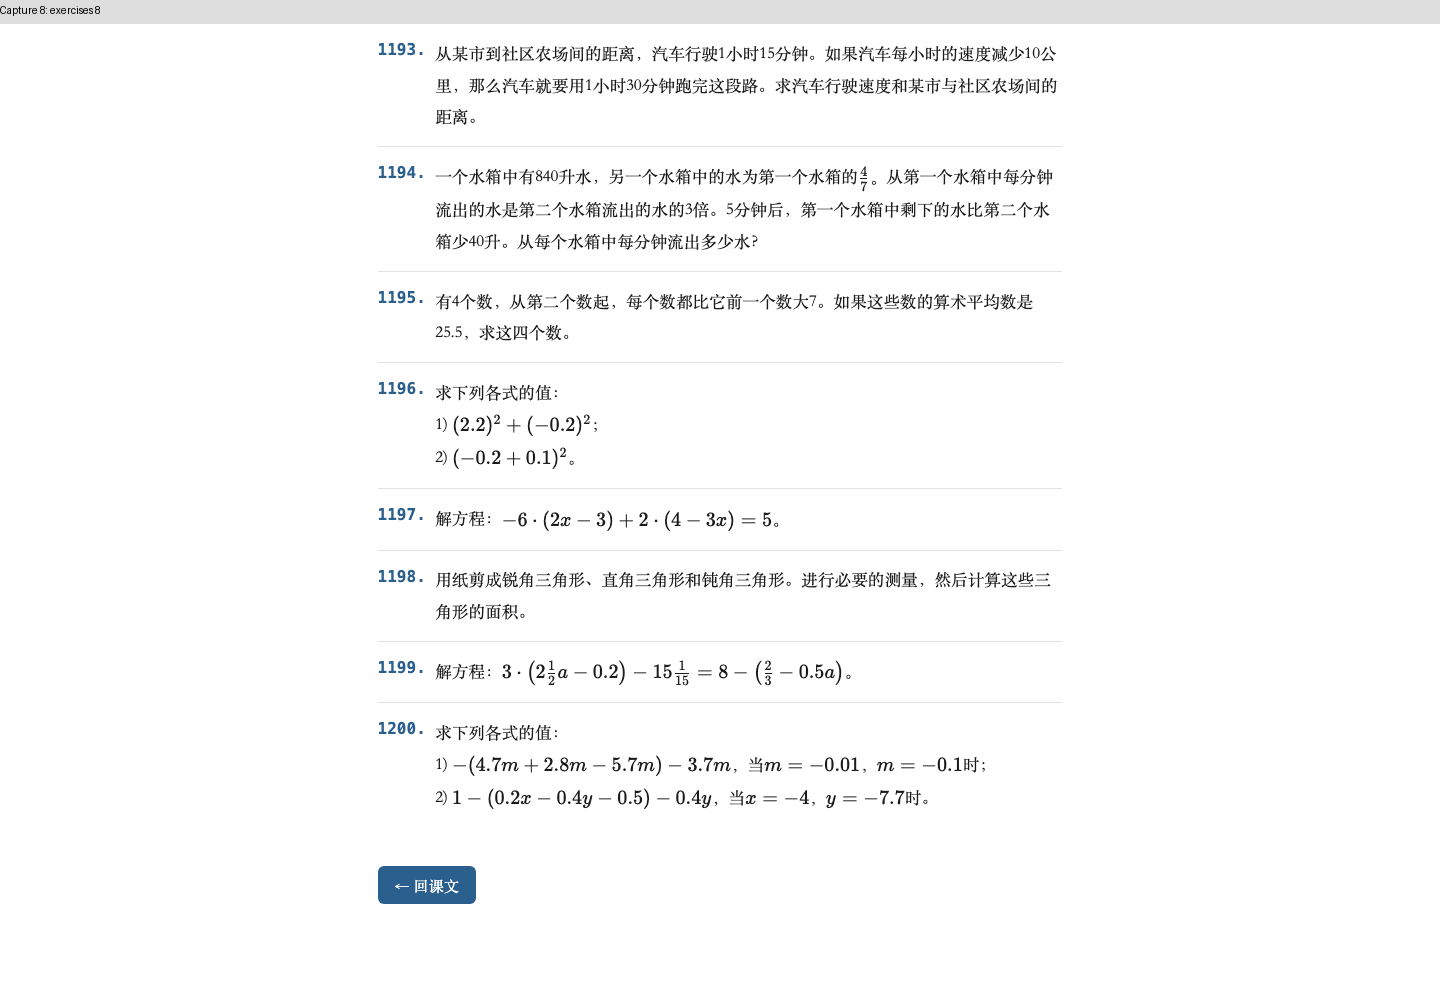 Capture 8: exercises 8
1193. 从某市到社区农场间的距离，汽车行驶1小时15分钟。如果汽车每小时的速度减少10公
里，那么汽车就要用1小时30分钟跑完这段路。求汽车行驶速度和某市与社区农场间的
距离。
1194. 一个水箱中有840升水，另一个水箱中的水为第一个水箱的4/7。从第一个水箱中每分钟
流出的水是第二个水箱流出的水的3倍。5分钟后，第一个水箱中剩下的水比第二个水
箱少40升。从每个水箱中每分钟流出多少水?
1195. 有4个数，从第二个数起，每个数都比它前一个数大7。如果这些数的算术平均数是
25.5，求这四个数。
1196. 求下列各式的值：
1) (2.2)² + (−0.2)²；
2) (−0.2 + 0.1)²。
1197. 解方程：−6 · (2x − 3) + 2 · (4 − 3x) = 5。
1198. 用纸剪成锐角三角形、直角三角形和钝角三角形。进行必要的测量，然后计算这些三
角形的面积。
1199. 解方程：3 · (2 1/2 a − 0.2) − 15 1/15 = 8 − (2/3 − 0.5a)。
1200. 求下列各式的值：
1) −(4.7m + 2.8m − 5.7m) − 3.7m，当m = −0.01，m = −0.1时；
2) 1 − (0.2x − 0.4y − 0.5) − 0.4y，当x = −4，y = −7.7时。
← 回课文